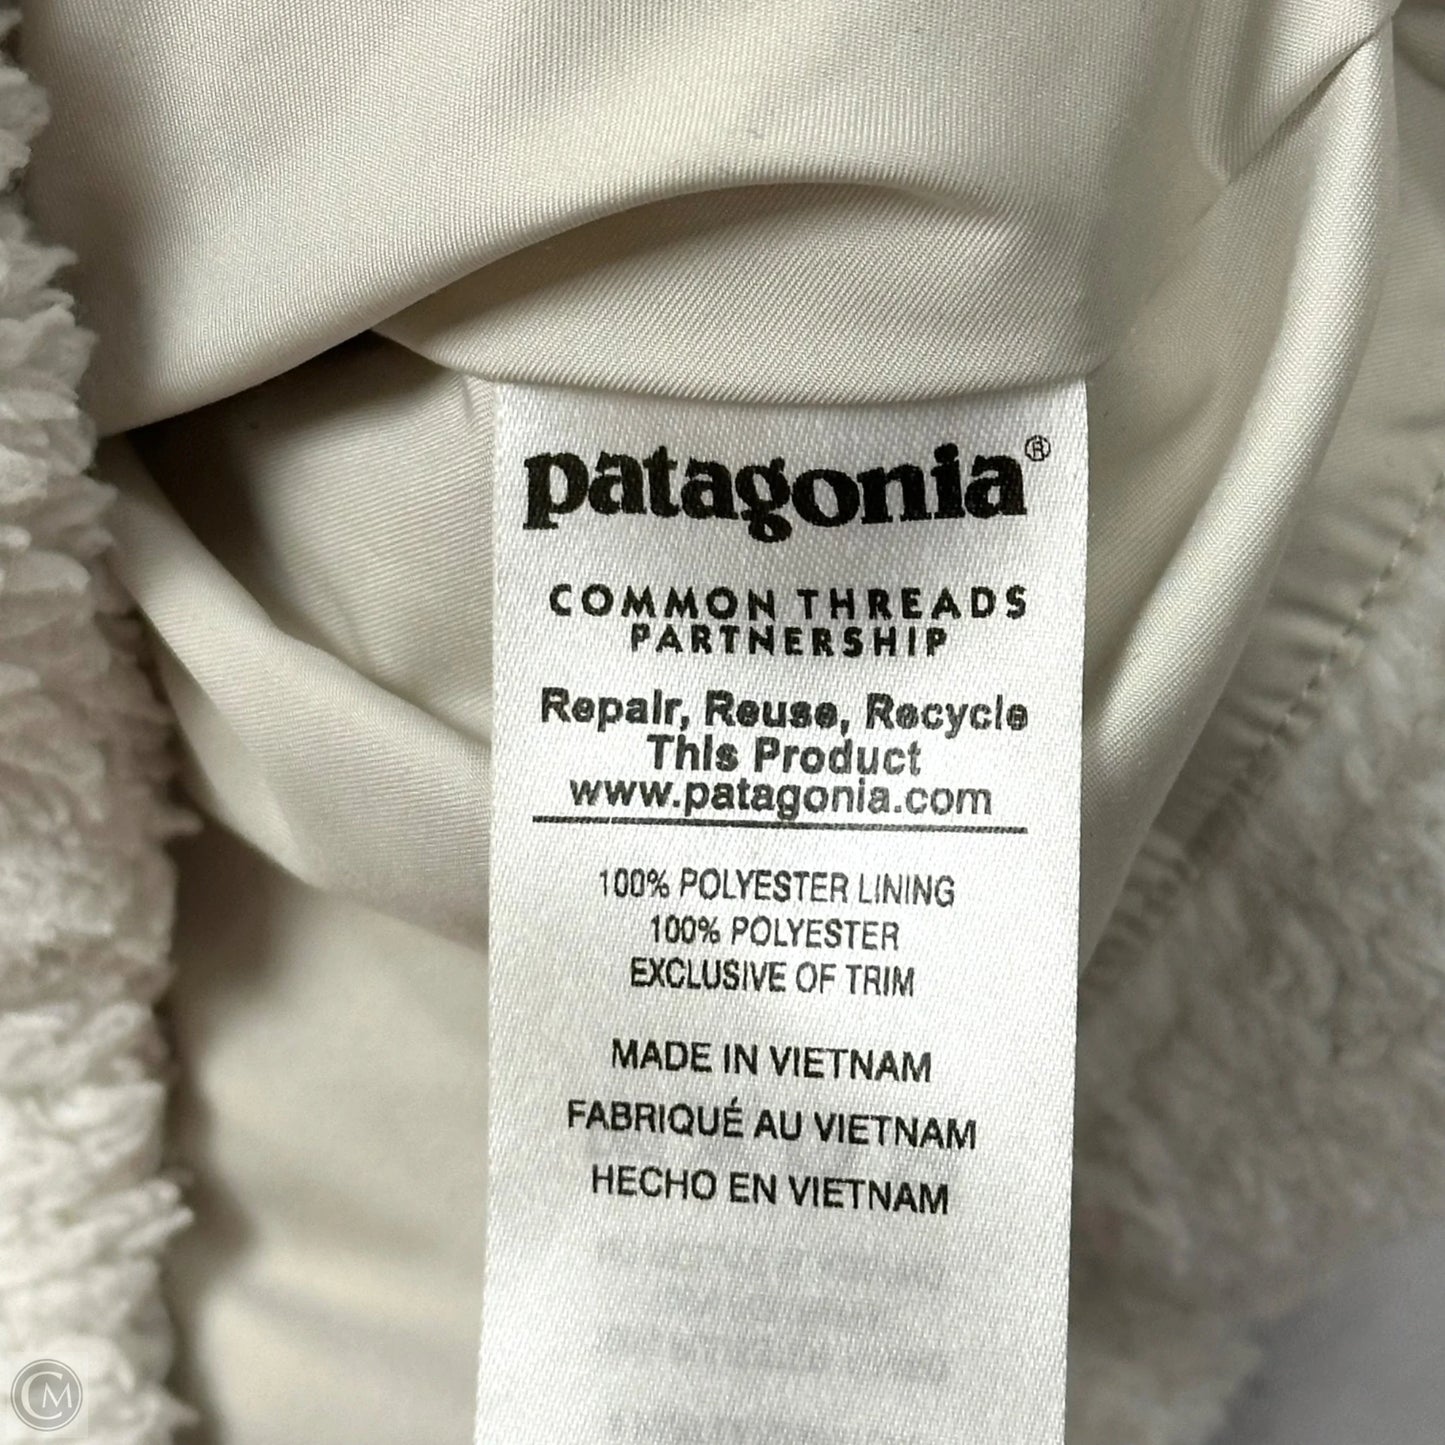 patagonia®
COMMON THREADS
PARTNERSHIP
Repair, Reuse, Recycle
This Product
www.patagonia.com
100% POLYESTER LINING
100% POLYESTER
EXCLUSIVE OF TRIM
MADE IN VIETNAM
FABRIQUÉ AU VIETNAM
HECHO EN VIETNAM
CM